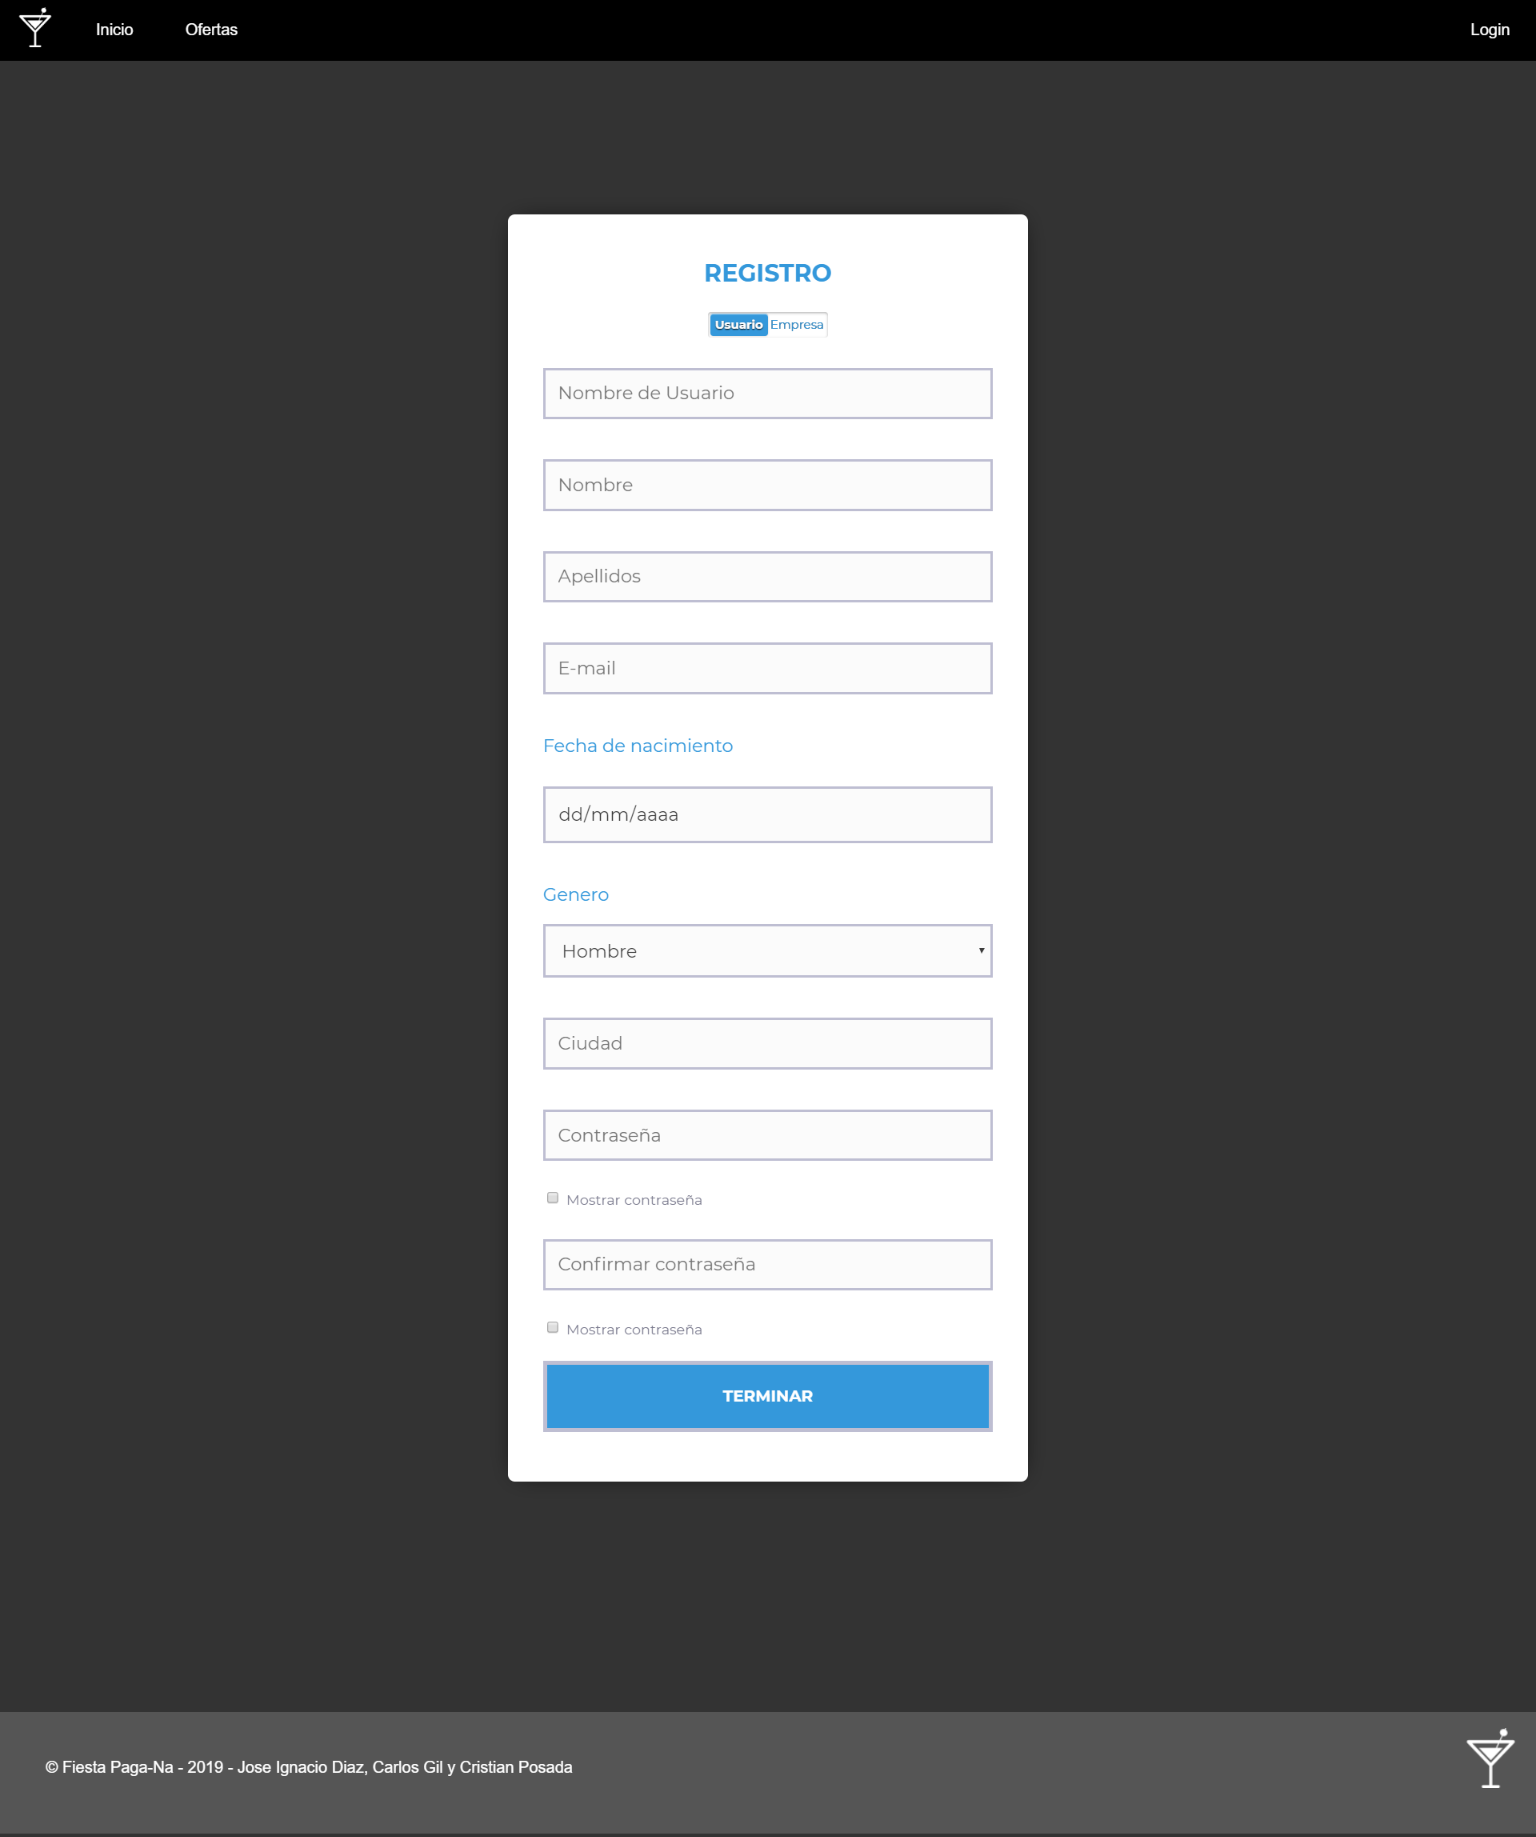 Inicio Ofertas Login
REGISTRO
Usuario Empresa
Nombre de Usuario
Nombre
Apellidos
E-mail
Fecha de nacimiento
dd/mm/aaaa
Genero
Hombre
Ciudad
Contraseña
Mostrar contraseña
Confirmar contraseña
Mostrar contraseña
TERMINAR
© Fiesta Paga-Na - 2019 - Jose Ignacio Diaz, Carlos Gil y Cristian Posada